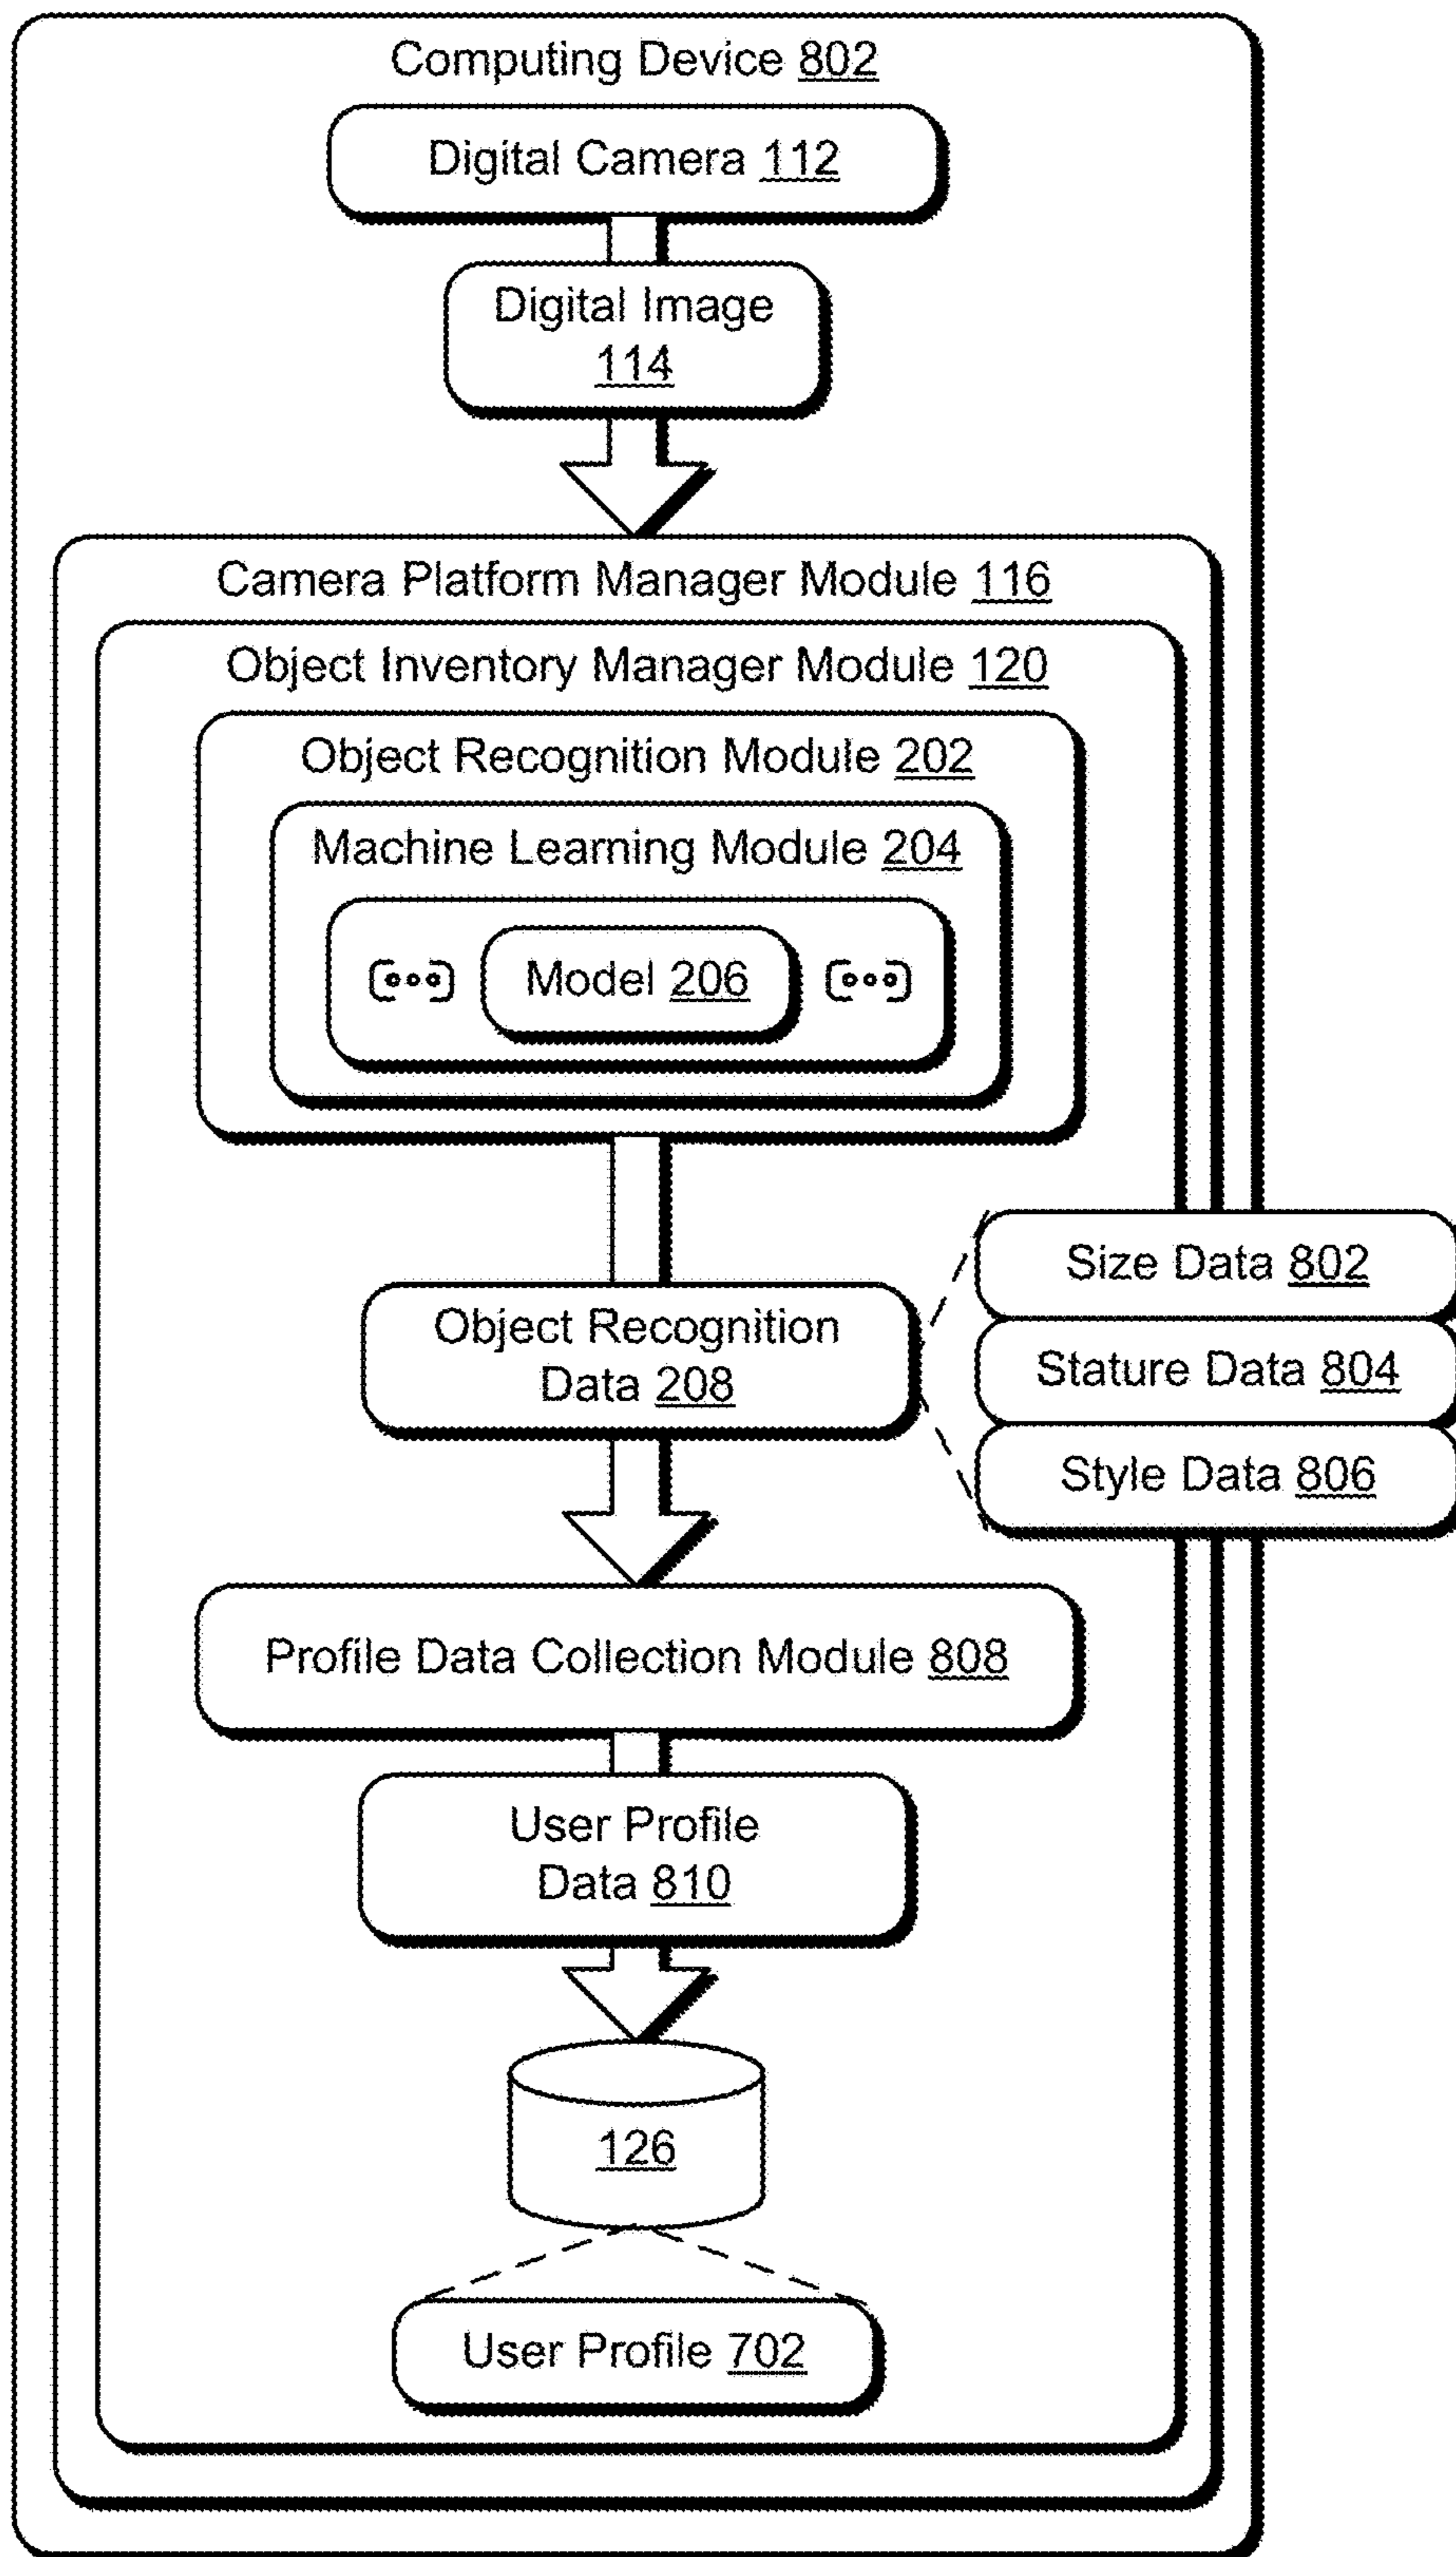 Computing Device 802
Digital Camera 112
Digital Image
114
Camera Platform Manager Module 116
Object Inventory Manager Module 120
Object Recognition Module 202
Machine Learning Module 204
Model 206
Size Data 802
Object Recognition
Data 208
Stature Data 804
Style Data 806
Profile Data Collection Module 808
User Profile
Data 810
126
User Profile 702